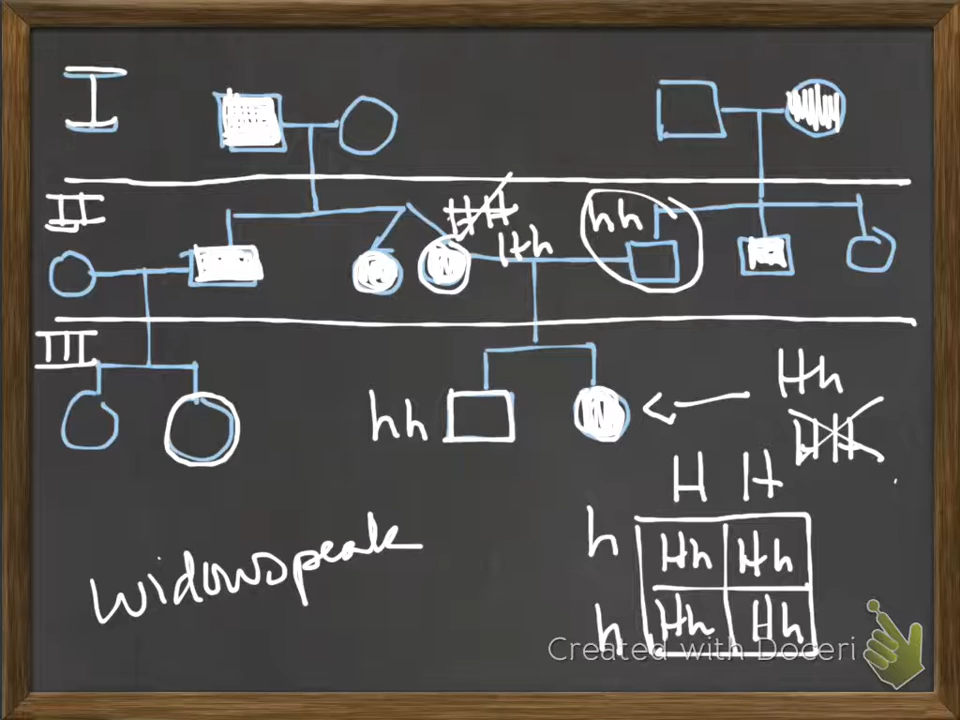 I
II
HH
hh
Hh
III
Hh
hh
HH
H H
h Hh Hh
h Hh Hh
widowspeak
Created with Doceri